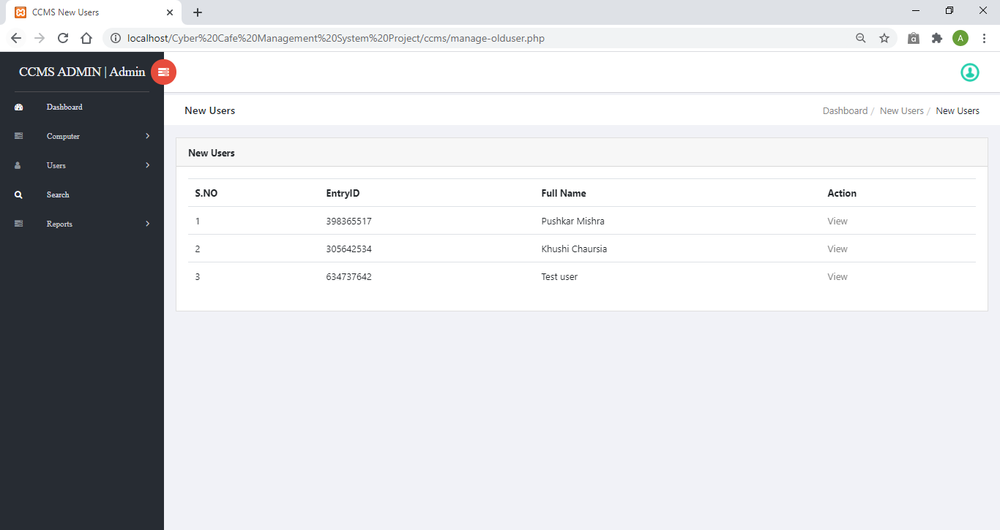 CCMS New Users
localhost/Cyber%20Cafe%20Management%20System%20Project/ccms/manage-olduser.php
A
CCMS ADMIN | Admin
Dashboard
Computer
Users
Search
Reports
New Users
Dashboard / New Users / New Users
New Users
S.NO EntryID Full Name Action
1 398365517 Pushkar Mishra View
2 305642534 Khushi Chaursia View
3 634737642 Test user View